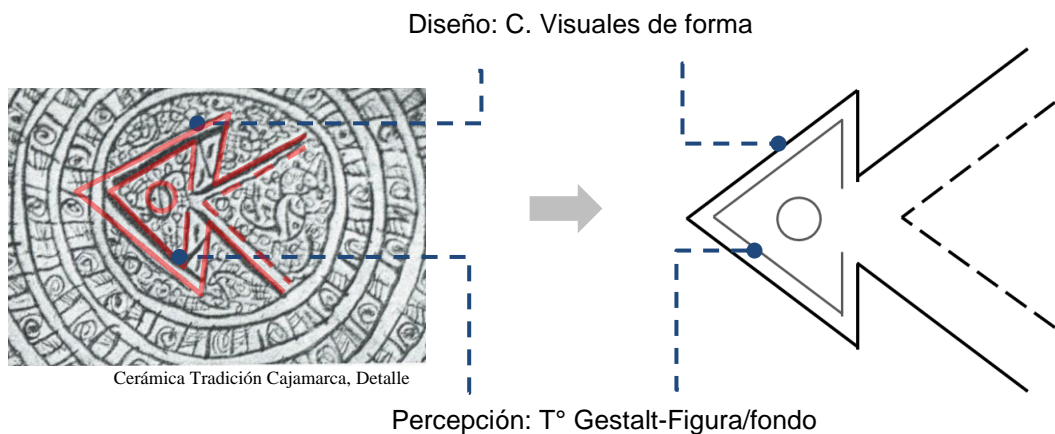 Diseño: C. Visuales de forma
Cerámica Tradición Cajamarca, Detalle
Percepción: T° Gestalt-Figura/fondo